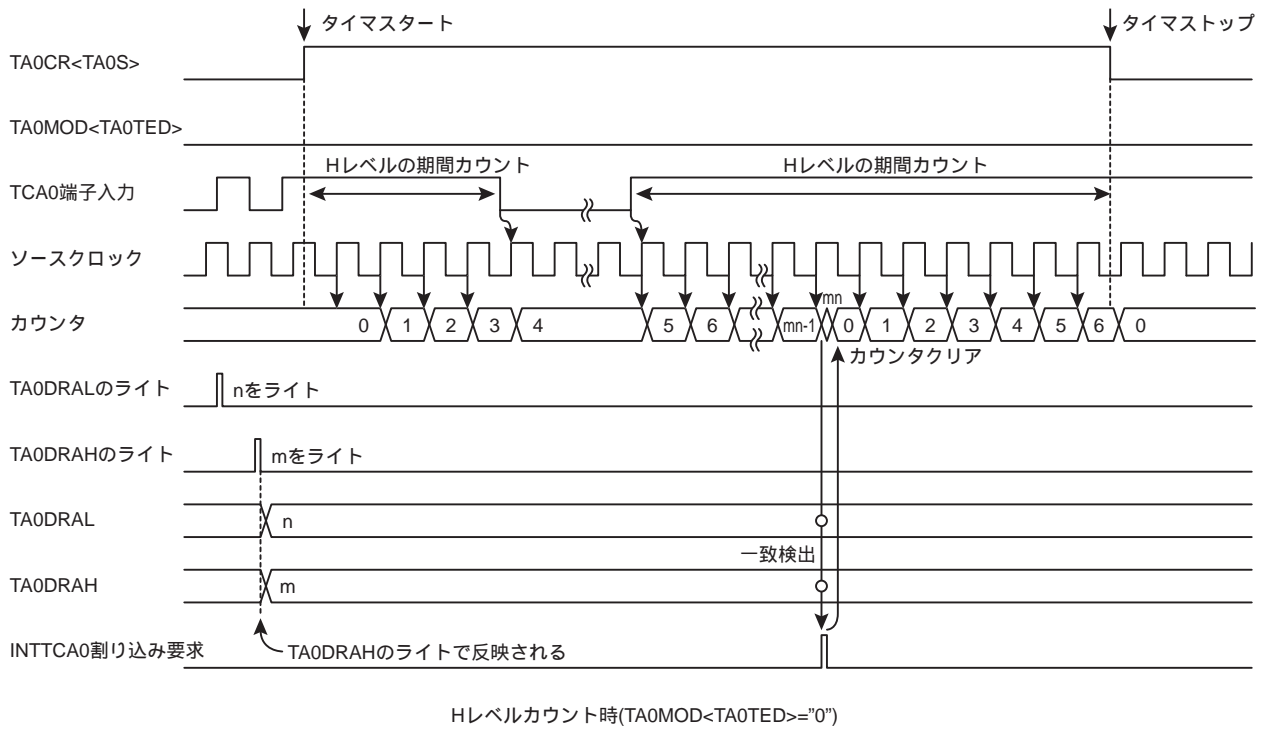 タイマスタート
タイマストップ
TA0CR<TA0S>
TA0MOD<TA0TED>
Hレベルの期間カウント
Hレベルの期間カウント
TCA0端子入力
ソースクロック
mn
カウンタ
0 1 2 3 4 5 6 mn-1 0 1 2 3 4 5 6 0
カウンタクリア
TA0DRALのライト
nをライト
TA0DRAHのライト
mをライト
TA0DRAL
n
一致検出
TA0DRAH
m
INTTCA0割り込み要求
TA0DRAHのライトで反映される
Hレベルカウント時(TA0MOD<TA0TED>=”0”)